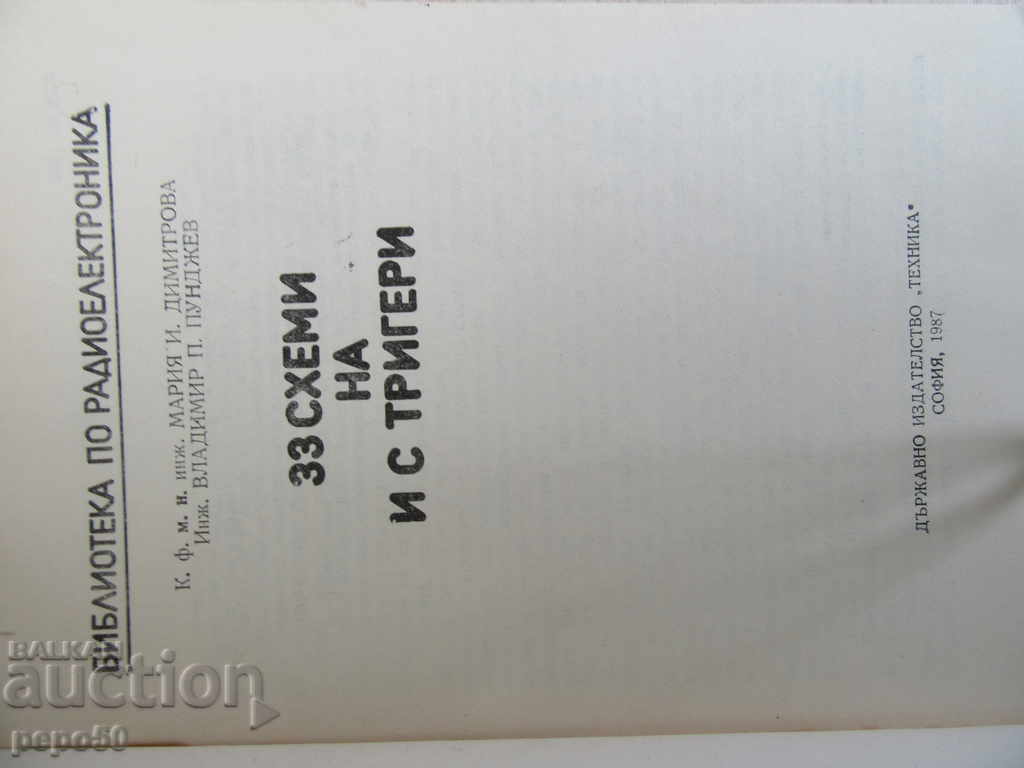 БИБЛИОТЕКА ПО РАДИОЕЛЕКТРОНИКА
К. ф. м. н. инж. МАРИЯ И. ДИМИТРОВА
Инж. ВЛАДИМИР П. ПУНДЖЕВ
33 СХЕМИ
НА
И С ТРИГЕРИ
ДЪРЖАВНО ИЗДАТЕЛСТВО „ТЕХНИКА"
СОФИЯ, 1987
BALKAN
auction
pepo50